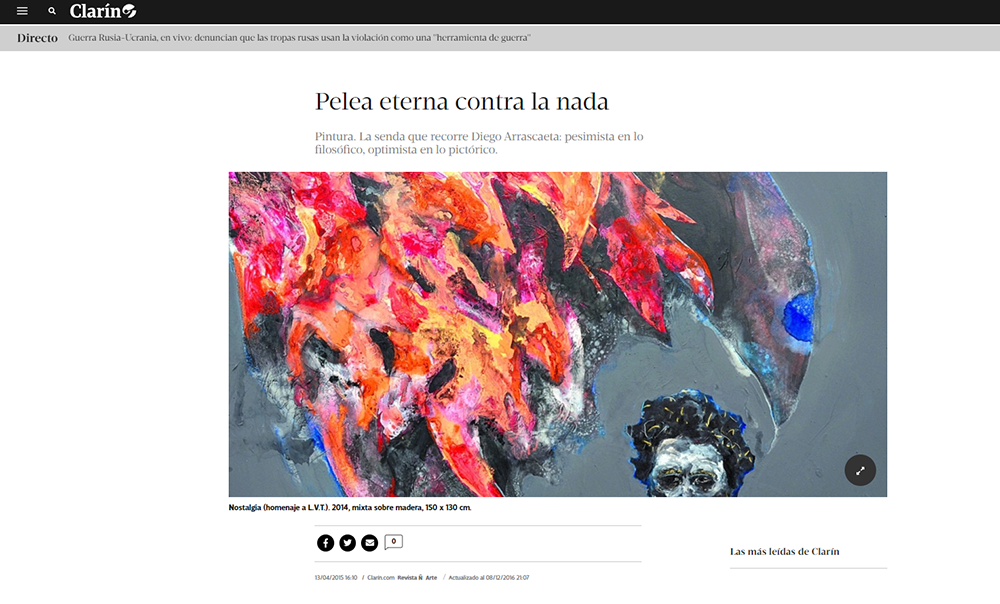 Clarín
Directo Guerra Rusia-Ucrania, en vivo: denuncian que las tropas rusas usan la violación como una "herramienta de guerra"
Pelea eterna contra la nada
Pintura. La senda que recorre Diego Arrascaeta: pesimista en lo
filosófico, optimista en lo pictórico.
Nostalgia (homenaje a L.V.T.). 2014, mixta sobre madera, 150 x 130 cm.
0
Las más leídas de Clarín
13/04/2015 16:10 / Clarín.com Revista Ñ Arte / Actualizado al 08/12/2016 21:07